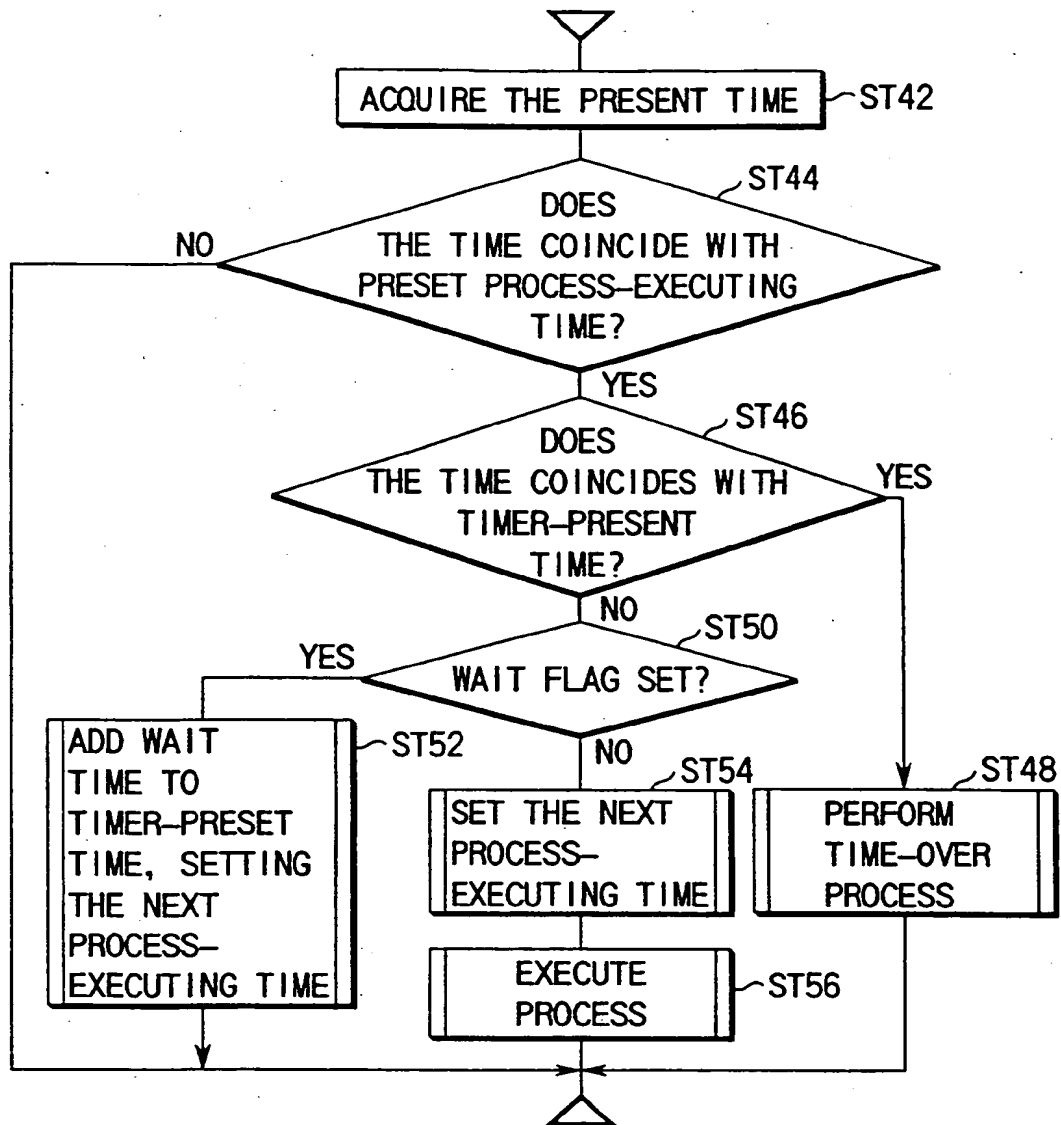 ACQUIRE THE PRESENT TIME
ST42
ST44
DOES
THE TIME COINCIDE WITH
PRESET PROCESS-EXECUTING
TIME?
NO
YES
ST46
DOES
THE TIME COINCIDES WITH
TIMER-PRESENT
TIME?
YES
NO
ST50
WAIT FLAG SET?
YES
NO
ADD WAIT
TIME TO
TIMER-PRESET
TIME, SETTING
THE NEXT
PROCESS-
EXECUTING TIME
ST52
ST54
SET THE NEXT
PROCESS-
EXECUTING TIME
ST48
PERFORM
TIME-OVER
PROCESS
EXECUTE
PROCESS
ST56